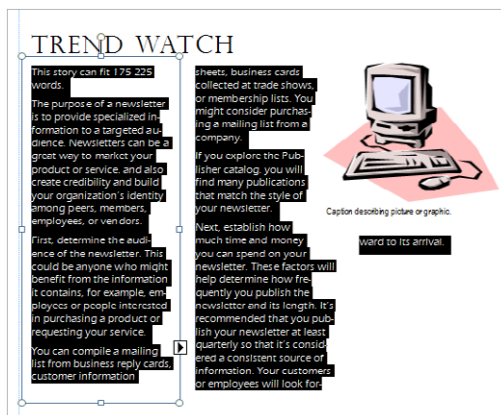 TREND WATCH
This story can fit 175 225
words.
The purpose of a newsletter
is to provide specialized in-
formation to a targeted au-
dience. Newsletters can be a
great way to market your
product or service, and also
create credibility and build
your organization's identity
among peers, members,
employees, or vendors.
First, determine the audi-
ence of the newsletter. This
could be anyone who might
benefit from the information
it contains, for example, em-
ployees or people interested
in purchasing a product or
requesting your service.
You can compile a mailing
list from business reply cards,
customer information
sheets, business cards
collected at trade shows,
or membership lists. You
might consider purchas-
ing a mailing list from a
company.
If you explore the Pub-
lisher catalog, you will
find many publications
that match the style of
your newsletter.
Next, establish how
much time and money
you can spend on your
newsletter. These factors will
help determine how fre-
quently you publish the
newsletter and its length. It's
recommended that you pub-
lish your newsletter at least
quarterly so that it's consid-
ered a consistent source of
information. Your customers
or employees will look for-
Caption describing picture or graphic.
ward to its arrival.